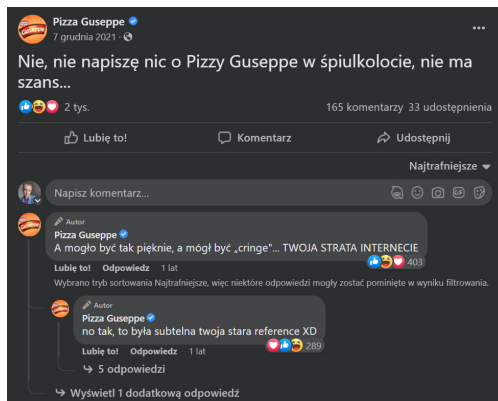 Pizza Guseppe
7 grudnia 2021 ·
Nie, nie napiszę nic o Pizzy Guseppe w śpiulkolocie, nie ma
szans...
2 tys.
165 komentarzy 33 udostępnienia
Lubię to! Komentarz Udostępnij
Najtrafniejsze
Napisz komentarz...
GIF
Autor
Pizza Guseppe
A mogło być tak pięknie, a mógł być „cringe"... TWOJA STRATA INTERNECIE
403
Lubię to! Odpowiedz 1 lat
Wybrano tryb sortowania Najtrafniejsze, więc niektóre odpowiedzi mogły zostać pominięte w wyniku filtrowania.
Autor
Pizza Guseppe
no tak, to była subtelna twoja stara reference XD
289
Lubię to! Odpowiedz 1 lat
5 odpowiedzi
Wyświetl 1 dodatkową odpowiedź